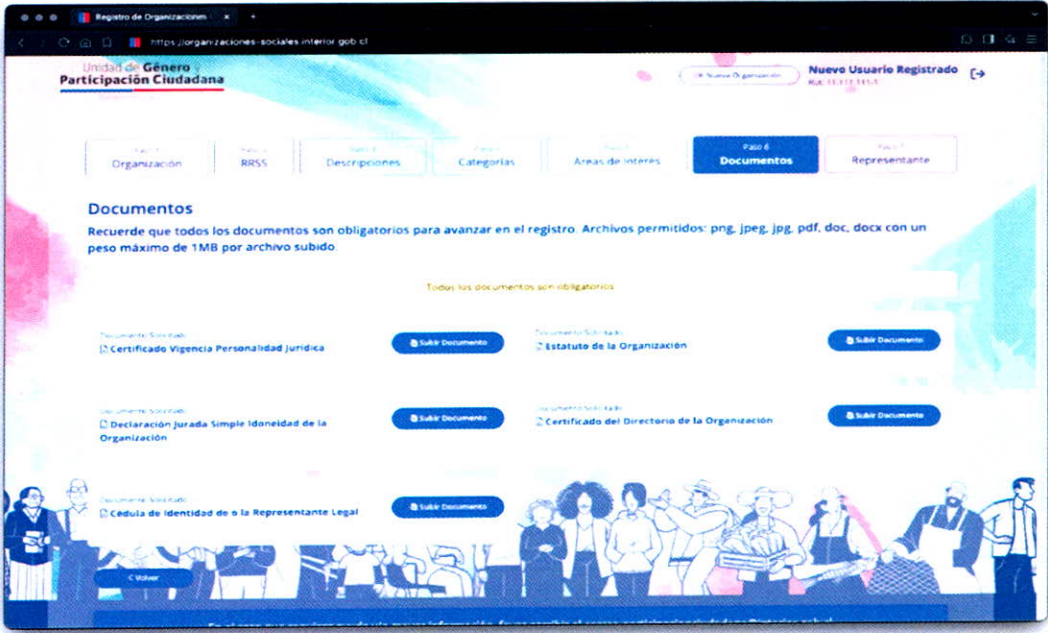 Registro de Organizaciones
https://organizaciones-sociales.interior.gob.cl
Unidad de Género y
Participación Ciudadana
Nueva Organización
Nuevo Usuario Registrado
Organización
RRSS
Descripciones
Categorías
Áreas de Interés
Paso 6
Documentos
Paso 7
Representante
Documentos
Recuerde que todos los documentos son obligatorios para avanzar en el registro. Archivos permitidos: png, jpeg, jpg, pdf, doc, docx con un
peso máximo de 1MB por archivo subido.
Todos los documentos son obligatorios
Documento Solicitado
Certificado Vigencia Personalidad Jurídica
Subir Documento
Documento Solicitado
Estatuto de la Organización
Subir Documento
Documento Solicitado
Declaración Jurada Simple Idoneidad de la
Organización
Subir Documento
Documento Solicitado
Certificado del Directorio de la Organización
Subir Documento
Documento Solicitado
Cédula de Identidad de o la Representante Legal
Subir Documento
< Volver